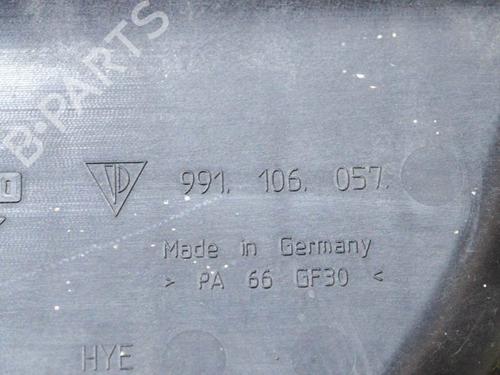 B-PARTS
991. 106. 057.
Made in Germany
> PA 66 GF30 <
HYE